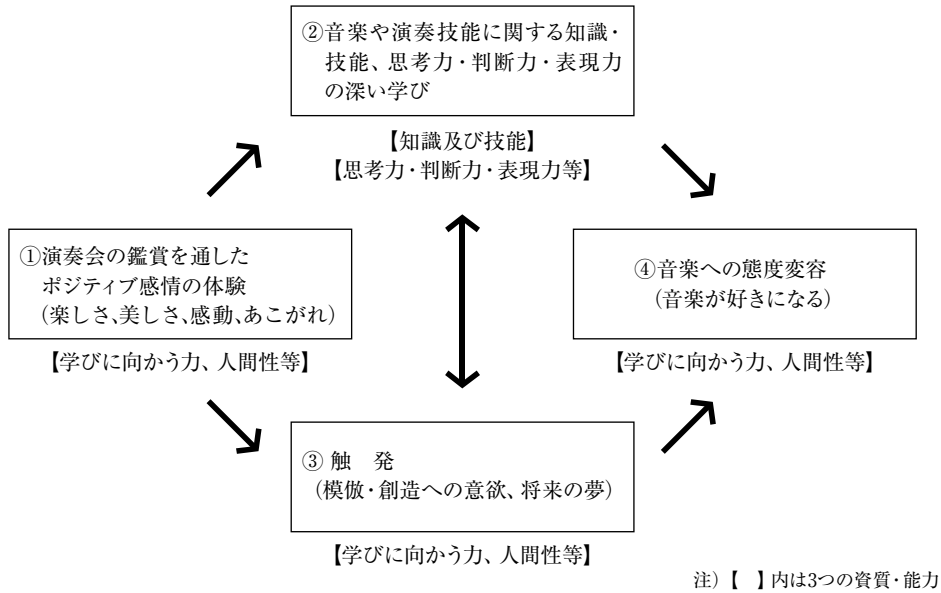 ②音楽や演奏技能に関する知識・
技能、思考力・判断力・表現力
の深い学び
【知識及び技能】
【思考力・判断力・表現力等】
①演奏会の鑑賞を通した
ポジティブ感情の体験
（楽しさ、美しさ、感動、あこがれ）
【学びに向かう力、人間性等】
④音楽への態度変容
（音楽が好きになる）
【学びに向かう力、人間性等】
③ 触　発
（模倣・創造への意欲、将来の夢）
【学びに向かう力、人間性等】
注）【　】内は3つの資質・能力